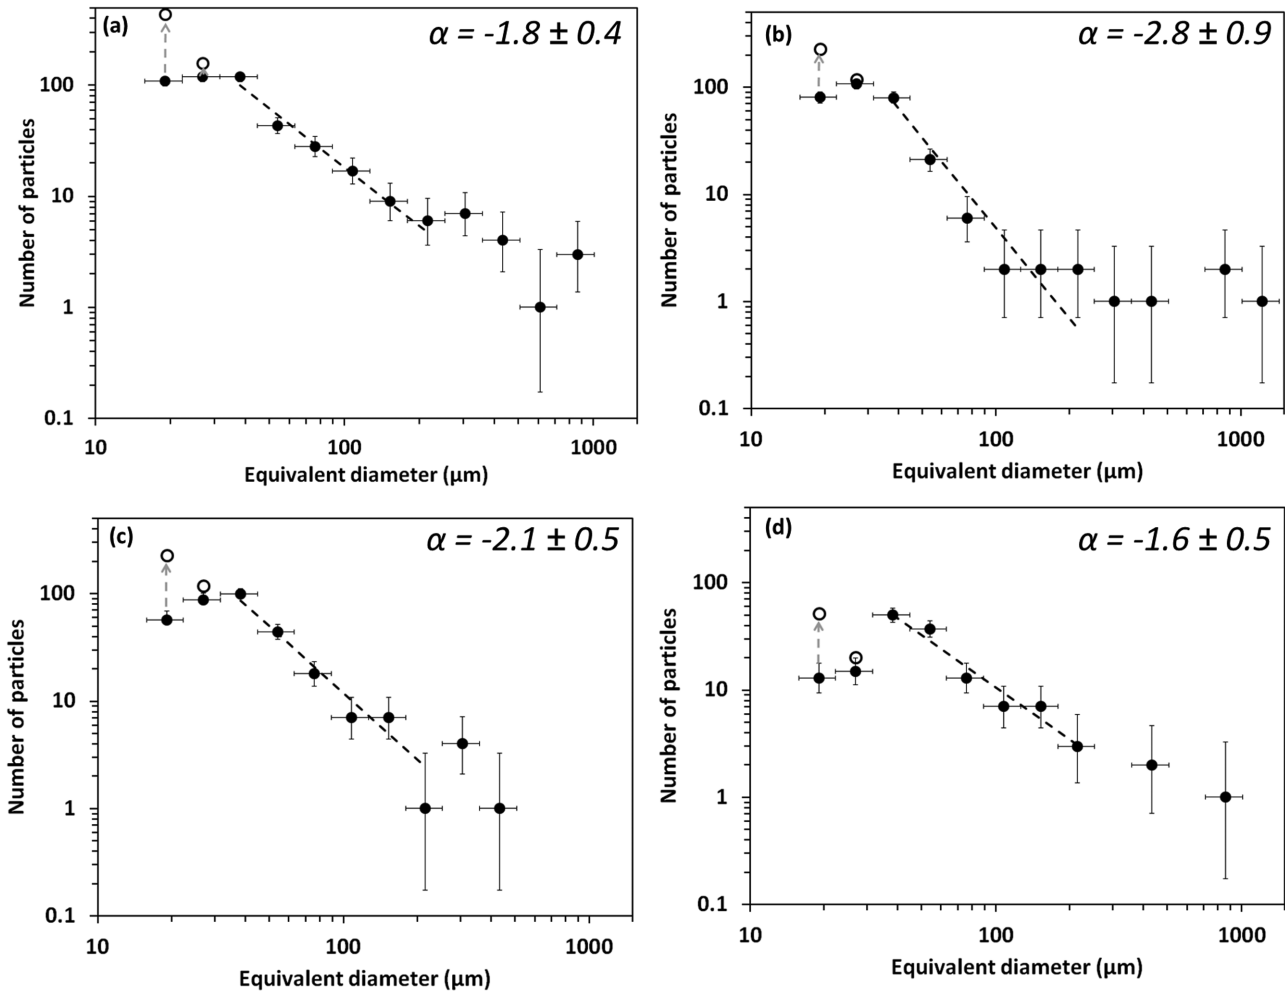 (a)
α = -1.8 ± 0.4
Number of particles
100
10
1
0.1
10
100
1000
Equivalent diameter (µm)
(b)
α = -2.8 ± 0.9
Number of particles
100
10
1
0.1
10
100
1000
Equivalent diameter (µm)
(c)
α = -2.1 ± 0.5
Number of particles
100
10
1
0.1
10
100
1000
Equivalent diameter (µm)
(d)
α = -1.6 ± 0.5
Number of particles
100
10
1
0.1
10
100
1000
Equivalent diameter (µm)